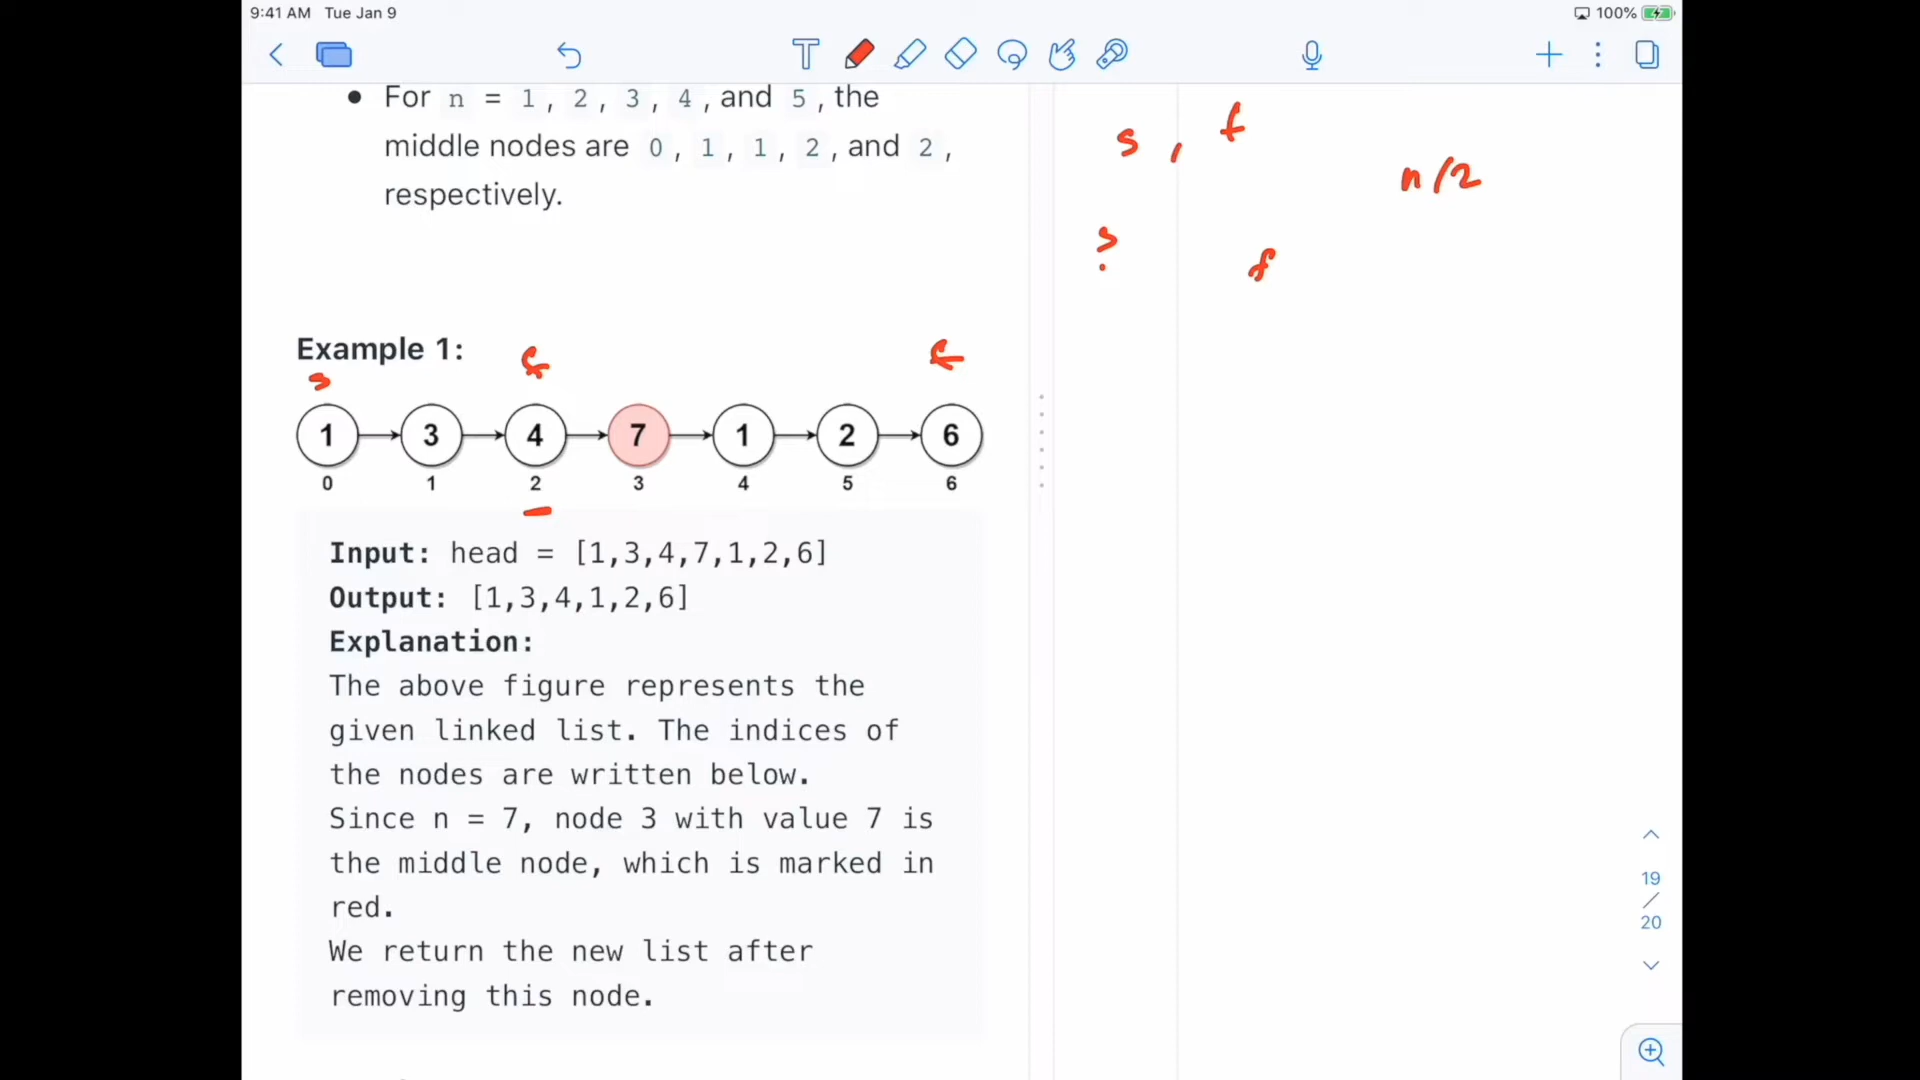 9:41 AM Tue Jan 9
100%
• For n = 1, 2, 3, 4, and 5, the
middle nodes are 0, 1, 1, 2, and 2,
respectively.
s, f
n/2
s
f
Example 1:
s f f
1 3 4 7 1 2 6
0 1 2 3 4 5 6
Input: head = [1,3,4,7,1,2,6]
Output: [1,3,4,1,2,6]
Explanation:
The above figure represents the
given linked list. The indices of
the nodes are written below.
Since n = 7, node 3 with value 7 is
the middle node, which is marked in
red.
We return the new list after
removing this node.
19
/
20